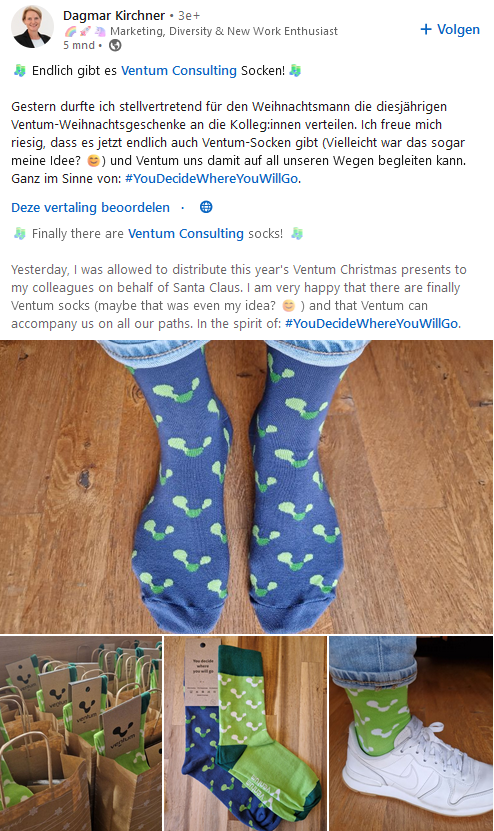 Dagmar Kirchner • 3e+
Marketing, Diversity & New Work Enthusiast
5 mnd •
+ Volgen
Endlich gibt es Ventum Consulting Socken!
Gestern durfte ich stellvertretend für den Weihnachtsmann die diesjährigen
Ventum-Weihnachtsgeschenke an die Kolleg:innen verteilen. Ich freue mich
riesig, dass es jetzt endlich auch Ventum-Socken gibt (Vielleicht war das sogar
meine Idee? 😊) und Ventum uns damit auf all unseren Wegen begleiten kann.
Ganz im Sinne von: #YouDecideWhereYouWillGo.
Deze vertaling beoordelen ·
Finally there are Ventum Consulting socks!
Yesterday, I was allowed to distribute this year's Ventum Christmas presents to
my colleagues on behalf of Santa Claus. I am very happy that there are finally
Ventum socks (maybe that was even my idea? 😊 ) and that Ventum can
accompany us on all our paths. In the spirit of: #YouDecideWhereYouWillGo.
ventum
You decide
where
you will go